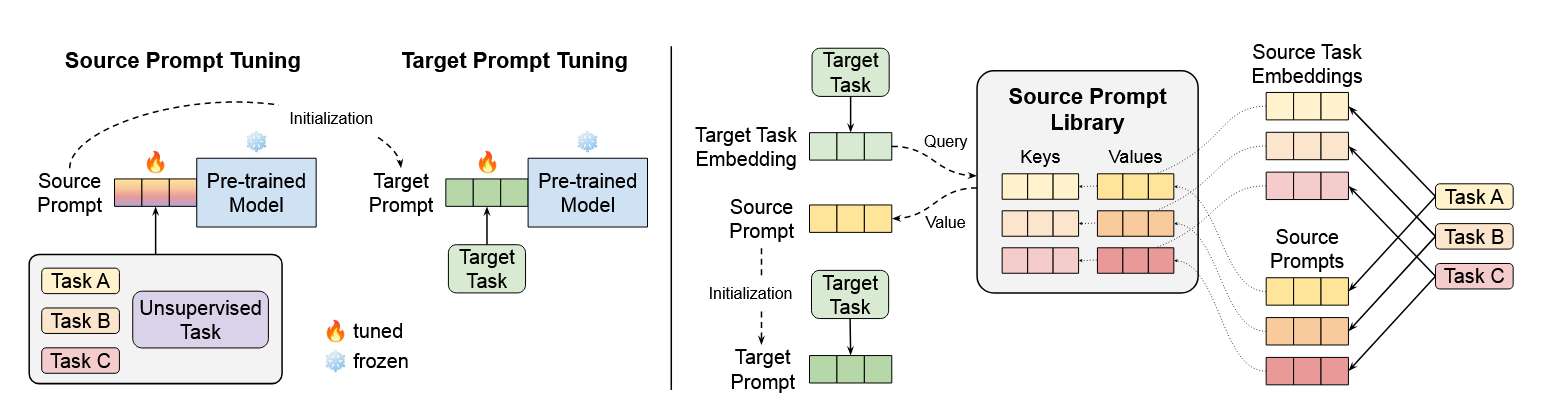 Source Prompt Tuning
Target Prompt Tuning
Initialization
Source
Prompt
Pre-trained
Model
Target
Prompt
Pre-trained
Model
Target
Task
Task A
Task B
Task C
Unsupervised
Task
tuned
frozen
Target
Task
Target Task
Embedding
Query
Source
Prompt
Value
Initialization
Target
Task
Target
Prompt
Source Prompt
Library
Keys
Values
Source Task
Embeddings
Source
Prompts
Task A
Task B
Task C